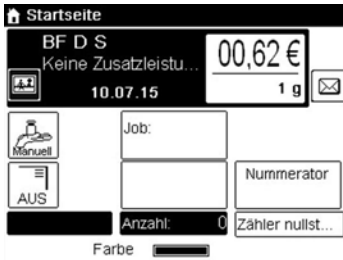 Startseite
BF D S
Keine Zusatzleistu...
10.07.15
00,62 €
1 g
Manuell
Job:
AUS
Nummerator
Anzahl: 0
Zähler nullst...
Farbe